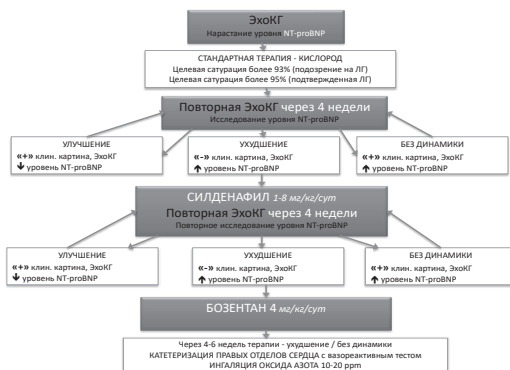 ЭхоКГ
Нарастание уровня NT-proBNP
СТАНДАРТНАЯ ТЕРАПИЯ - КИСЛОРОД
Целевая сатурация более 93% (подозрение на ЛГ)
Целевая сатурация более 95% (подтвержденная ЛГ)
Повторная ЭхоКГ через 4 недели
Исследование уровня NT-proBNP
УЛУЧШЕНИЕ
«+» клин. картина, ЭхоКГ
↓ уровень NT-proBNP
УХУДШЕНИЕ
«-» клин. картина, ЭхоКГ
↑ уровень NT-proBNP
БЕЗ ДИНАМИКИ
«+» клин. картина, ЭхоКГ
↑ уровень NT-proBNP
СИЛДЕНАФИЛ 1-8 мг/кг/сут
Повторная ЭхоКГ через 4 недели
Повторное исследование уровня NT-proBNP
УЛУЧШЕНИЕ
«+» клин. картина, ЭхоКГ
↓ уровень NT-proBNP
УХУДШЕНИЕ
«-» клин. картина, ЭхоКГ
↑ уровень NT-proBNP
БЕЗ ДИНАМИКИ
«+» клин. картина, ЭхоКГ
↑ уровень NT-proBNP
БОЗЕНТАН 4 мг/кг/сут
Через 4-6 недель терапии - ухудшение / без динамики
КАТЕТЕРИЗАЦИЯ ПРАВЫХ ОТДЕЛОВ СЕРДЦА с вазореактивным тестом
ИНГАЛЯЦИЯ ОКСИДА АЗОТА 10-20 ppm